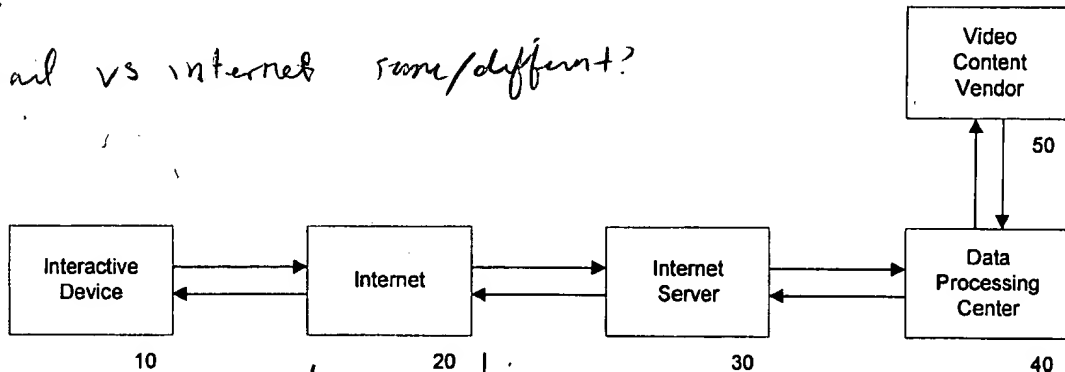 vs internet same/different?
Video
Content
Vendor
50
Interactive
Device
Internet
Internet
Server
Data
Processing
Center
10
20
30
40